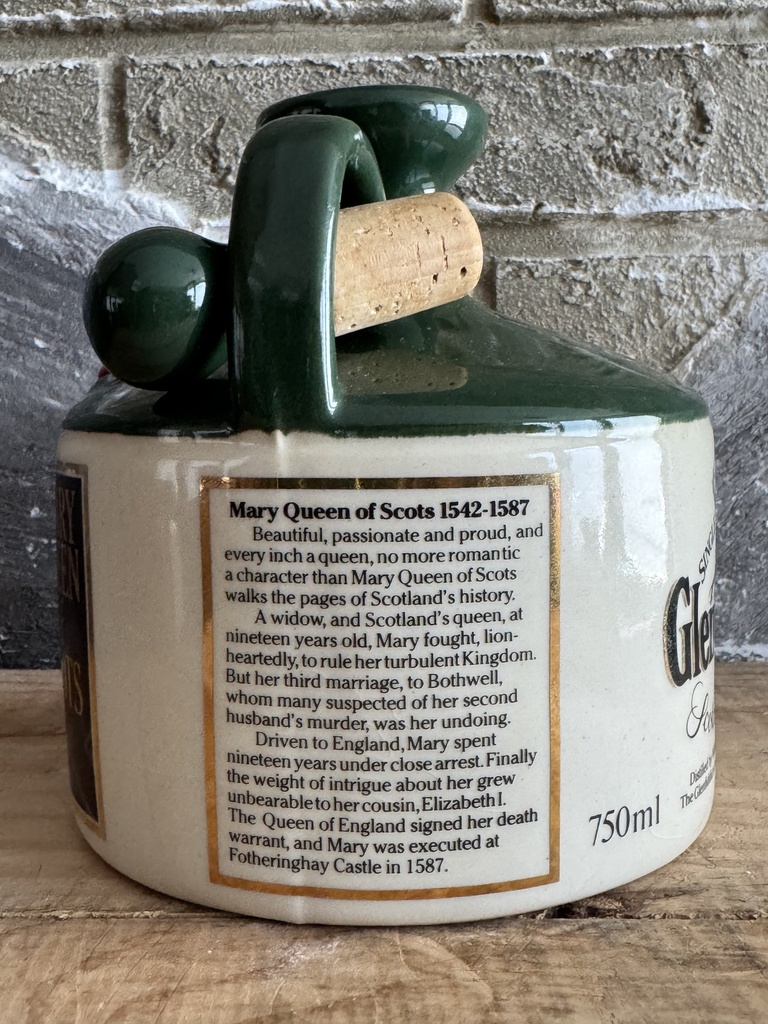 Mary Queen of Scots 1542-1587
Beautiful, passionate and proud, and
every inch a queen, no more romantic
a character than Mary Queen of Scots
walks the pages of Scotland's history.
A widow, and Scotland's queen, at
nineteen years old, Mary fought, lion-
heartedly, to rule her turbulent Kingdom.
But her third marriage, to Bothwell,
whom many suspected of her second
husband's murder, was her undoing.
Driven to England, Mary spent
nineteen years under close arrest. Finally
the weight of intrigue about her grew
unbearable to her cousin, Elizabeth I.
The Queen of England signed her death
warrant, and Mary was executed at
Fotheringhay Castle in 1587.
750ml